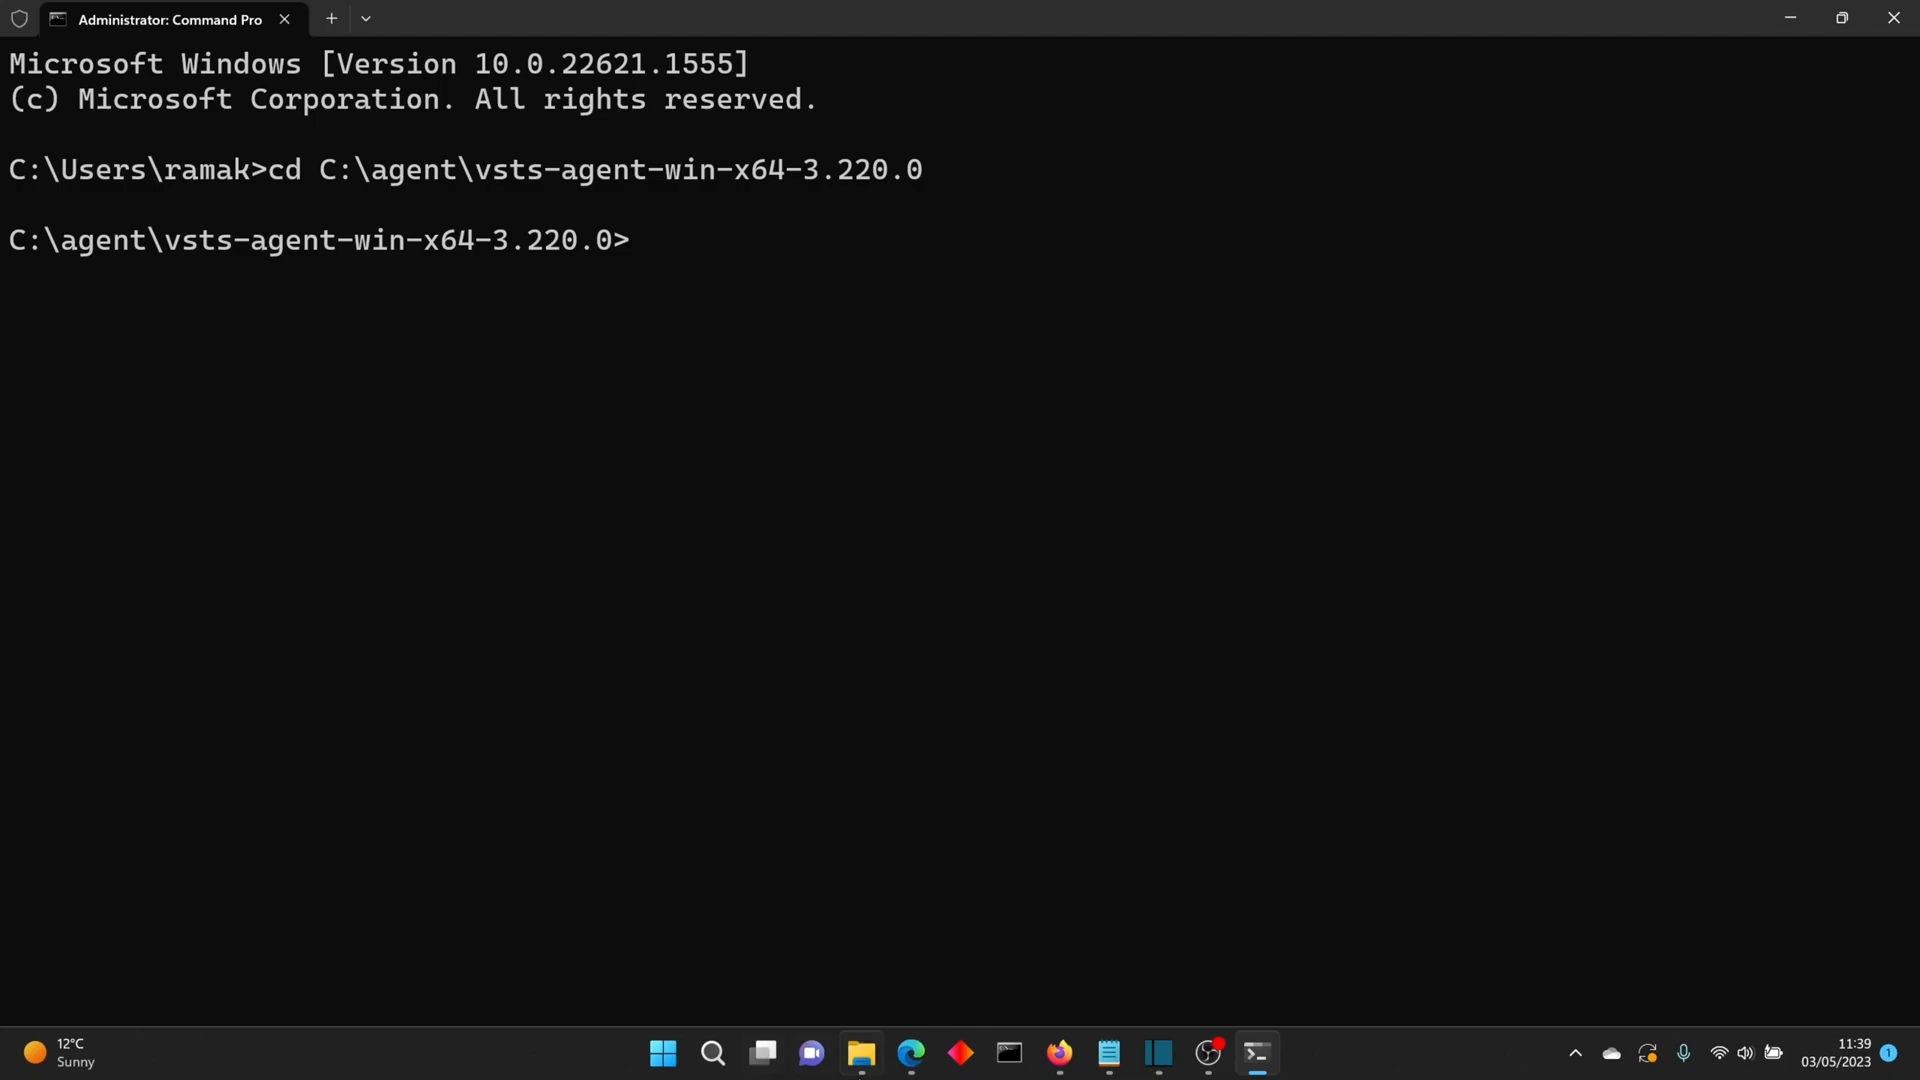 Administrator: Command Pro
Microsoft Windows [Version 10.0.22621.1555]
(c) Microsoft Corporation. All rights reserved.
C:\Users\ramak>cd C:\agent\vsts-agent-win-x64-3.220.0
C:\agent\vsts-agent-win-x64-3.220.0>
12°C
Sunny
11:39
03/05/2023
1